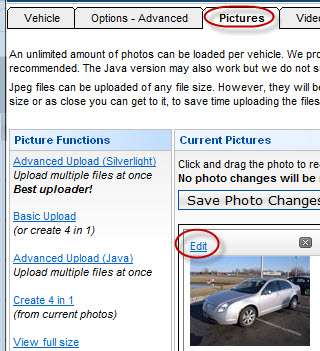 Vehicle Options - Advanced Pictures Video
An unlimited amount of photos can be loaded per vehicle. We pr
recommended. The Java version may also work but we do not su
Jpeg files can be uploaded of any file size. However, they will be
size or as close you can get to it, to save time uploading the files
Picture Functions
Advanced Upload (Silverlight)
Upload multiple files at once
Best uploader!
Basic Upload
(or create 4 in 1)
Advanced Upload (Java)
Upload multiple files at once
Create 4 in 1
(from current photos)
View full size
Current Pictures
Click and drag the photo to re
No photo changes will be
Save Photo Changes
Edit